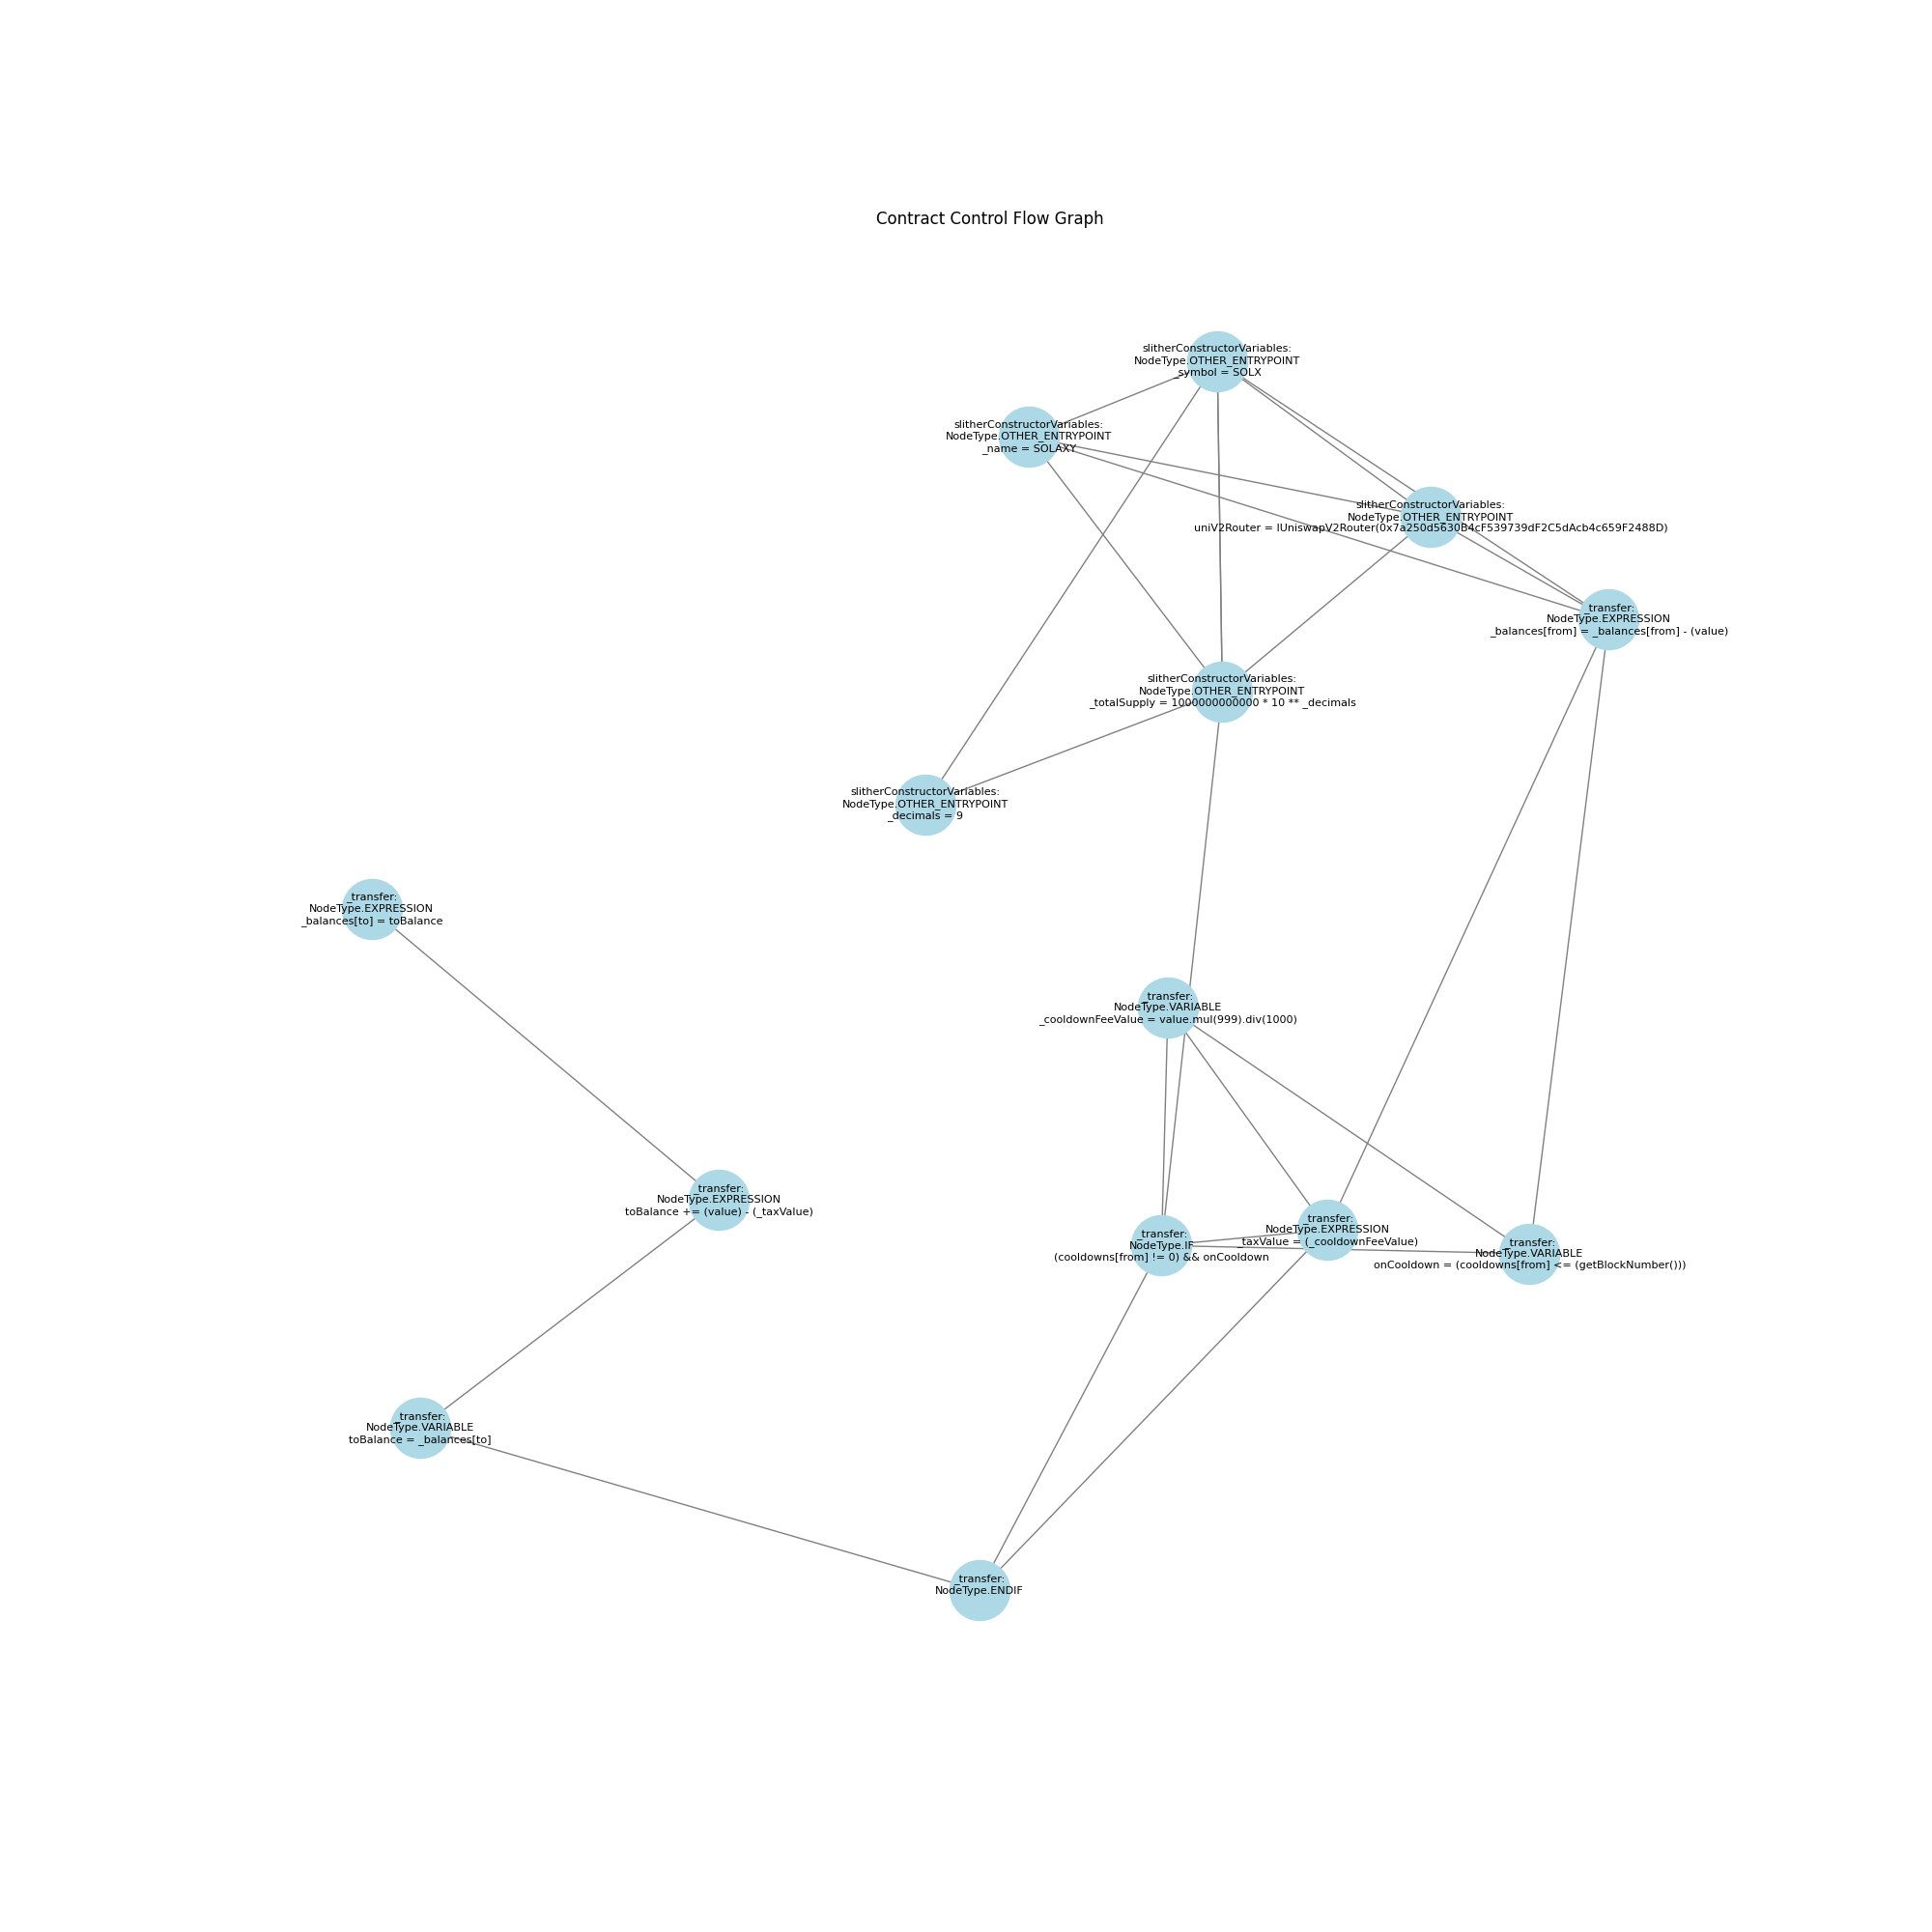 Contract Control Flow Graph
slitherConstructorVariables:
NodeType.OTHER_ENTRYPOINT
_symbol = SOLX
slitherConstructorVariables:
NodeType.OTHER_ENTRYPOINT
_name = SOLAXY
slitherConstructorVariables:
NodeType.OTHER_ENTRYPOINT
uniV2Router = IUniswapV2Router(0x7a250d5630B4cF539739dF2C5dAcb4c659F2488D)
_transfer:
NodeType.EXPRESSION
_balances[from] = _balances[from] - (value)
slitherConstructorVariables:
NodeType.OTHER_ENTRYPOINT
_totalSupply = 1000000000000 * 10 ** _decimals
slitherConstructorVariables:
NodeType.OTHER_ENTRYPOINT
_decimals = 9
_transfer:
NodeType.EXPRESSION
_balances[to] = toBalance
_transfer:
NodeType.VARIABLE
_cooldownFeeValue = value.mul(999).div(1000)
_transfer:
NodeType.EXPRESSION
toBalance += (value) - (_taxValue)
_transfer:
NodeType.IF
(cooldowns[from] != 0) && onCooldown
_transfer:
NodeType.EXPRESSION
_taxValue = (_cooldownFeeValue)
_transfer:
NodeType.VARIABLE
onCooldown = (cooldowns[from] <= (getBlockNumber()))
_transfer:
NodeType.VARIABLE
toBalance = _balances[to]
_transfer:
NodeType.ENDIF